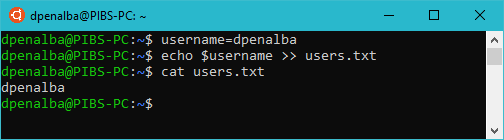 dpenalba@PIBS-PC: ~
dpenalba@PIBS-PC:~$ username=dpenalba
dpenalba@PIBS-PC:~$ echo $username >> users.txt
dpenalba@PIBS-PC:~$ cat users.txt
dpenalba
dpenalba@PIBS-PC:~$